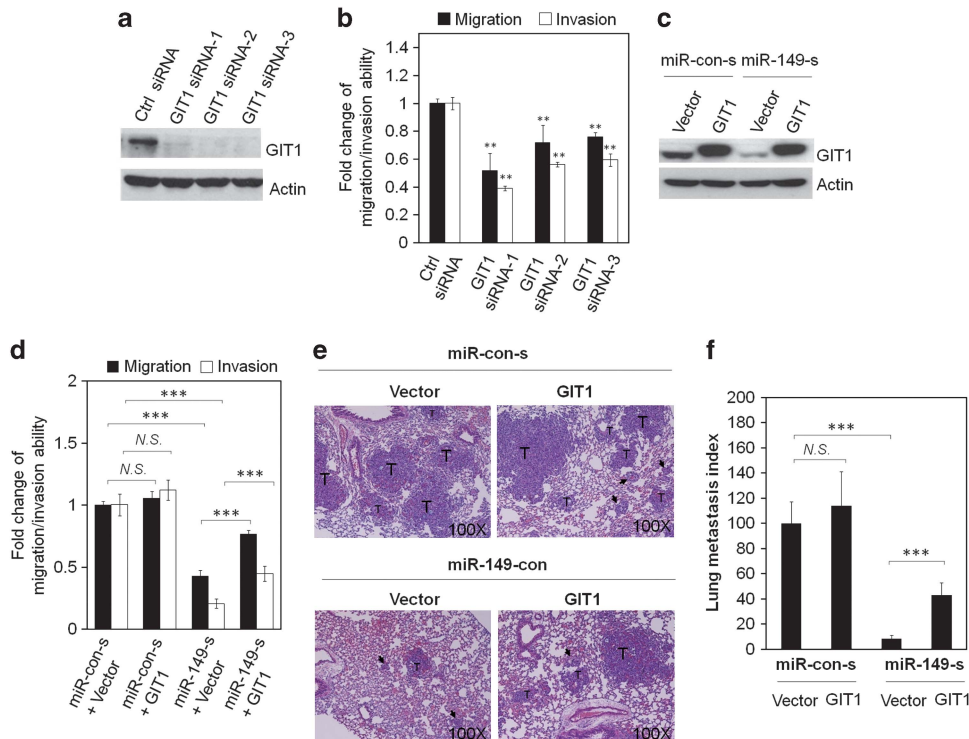 a
Ctrl siRNA
GIT1 siRNA-1
GIT1 siRNA-2
GIT1 siRNA-3
GIT1
Actin
b
Migration Invasion
Fold change of
migration/invasion ability
1.4
1.2
1
0.8
0.6
0.4
0.2
0
** ** ** ** ** **
Ctrl
siRNA
GIT1
siRNA-1
GIT1
siRNA-2
GIT1
siRNA-3
c
miR-con-s miR-149-s
Vector
GIT1
Vector
GIT1
GIT1
Actin
d
Migration Invasion
Fold change of
migration/invasion ability
2
1.5
1
0.5
0
***
***
N.S.
N.S.
***
***
miR-con-s
+ Vector
miR-con-s
+ GIT1
miR-149-s
+ Vector
miR-149-s
+ GIT1
e
miR-con-s
Vector GIT1
T T T T T T T
100X
T T T T T T
100X
miR-149-con
Vector GIT1
T T
100X
T T T
100X
f
Lung metastasis index
200
180
160
140
120
100
80
60
40
20
0
***
N.S.
***
miR-con-s miR-149-s
Vector GIT1 Vector GIT1